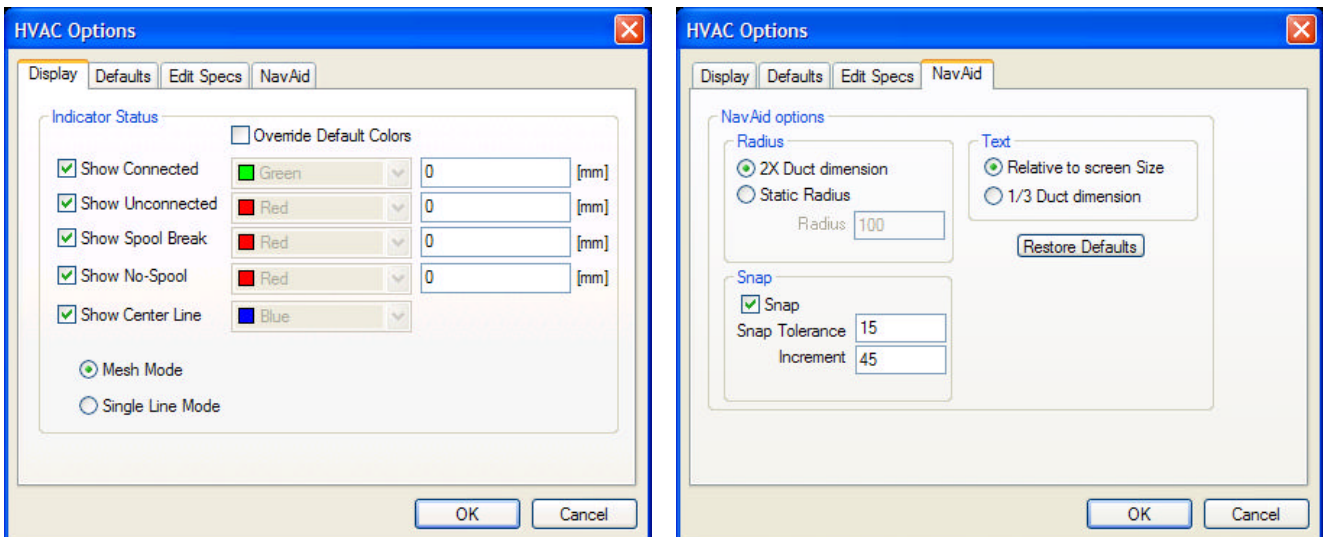 HVAC Options
Display Defaults Edit Specs NavAid
Indicator Status
Override Default Colors
Show Connected Green 0 [mm]
Show Unconnected Red 0 [mm]
Show Spool Break Red 0 [mm]
Show No-Spool Red 0 [mm]
Show Center Line Blue
Mesh Mode
Single Line Mode
OK Cancel
HVAC Options
Display Defaults Edit Specs NavAid
NavAid options
Radius
2X Duct dimension
Static Radius
Radius 100
Text
Relative to screen Size
1/3 Duct dimension
Restore Defaults
Snap
Snap
Snap Tolerance 15
Increment 45
OK Cancel